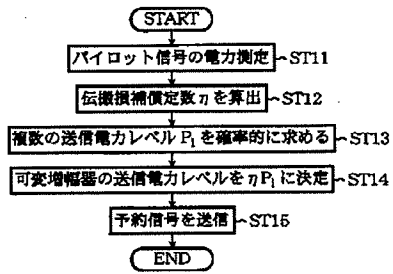 START
パイロット信号の電力測定 ST11
伝搬損補償定数ηを算出 ST12
複数の送信電力レベルPiを確率的に求める ST13
可変増幅器の送信電力レベルをηPiに決定 ST14
予約信号を送信 ST15
END